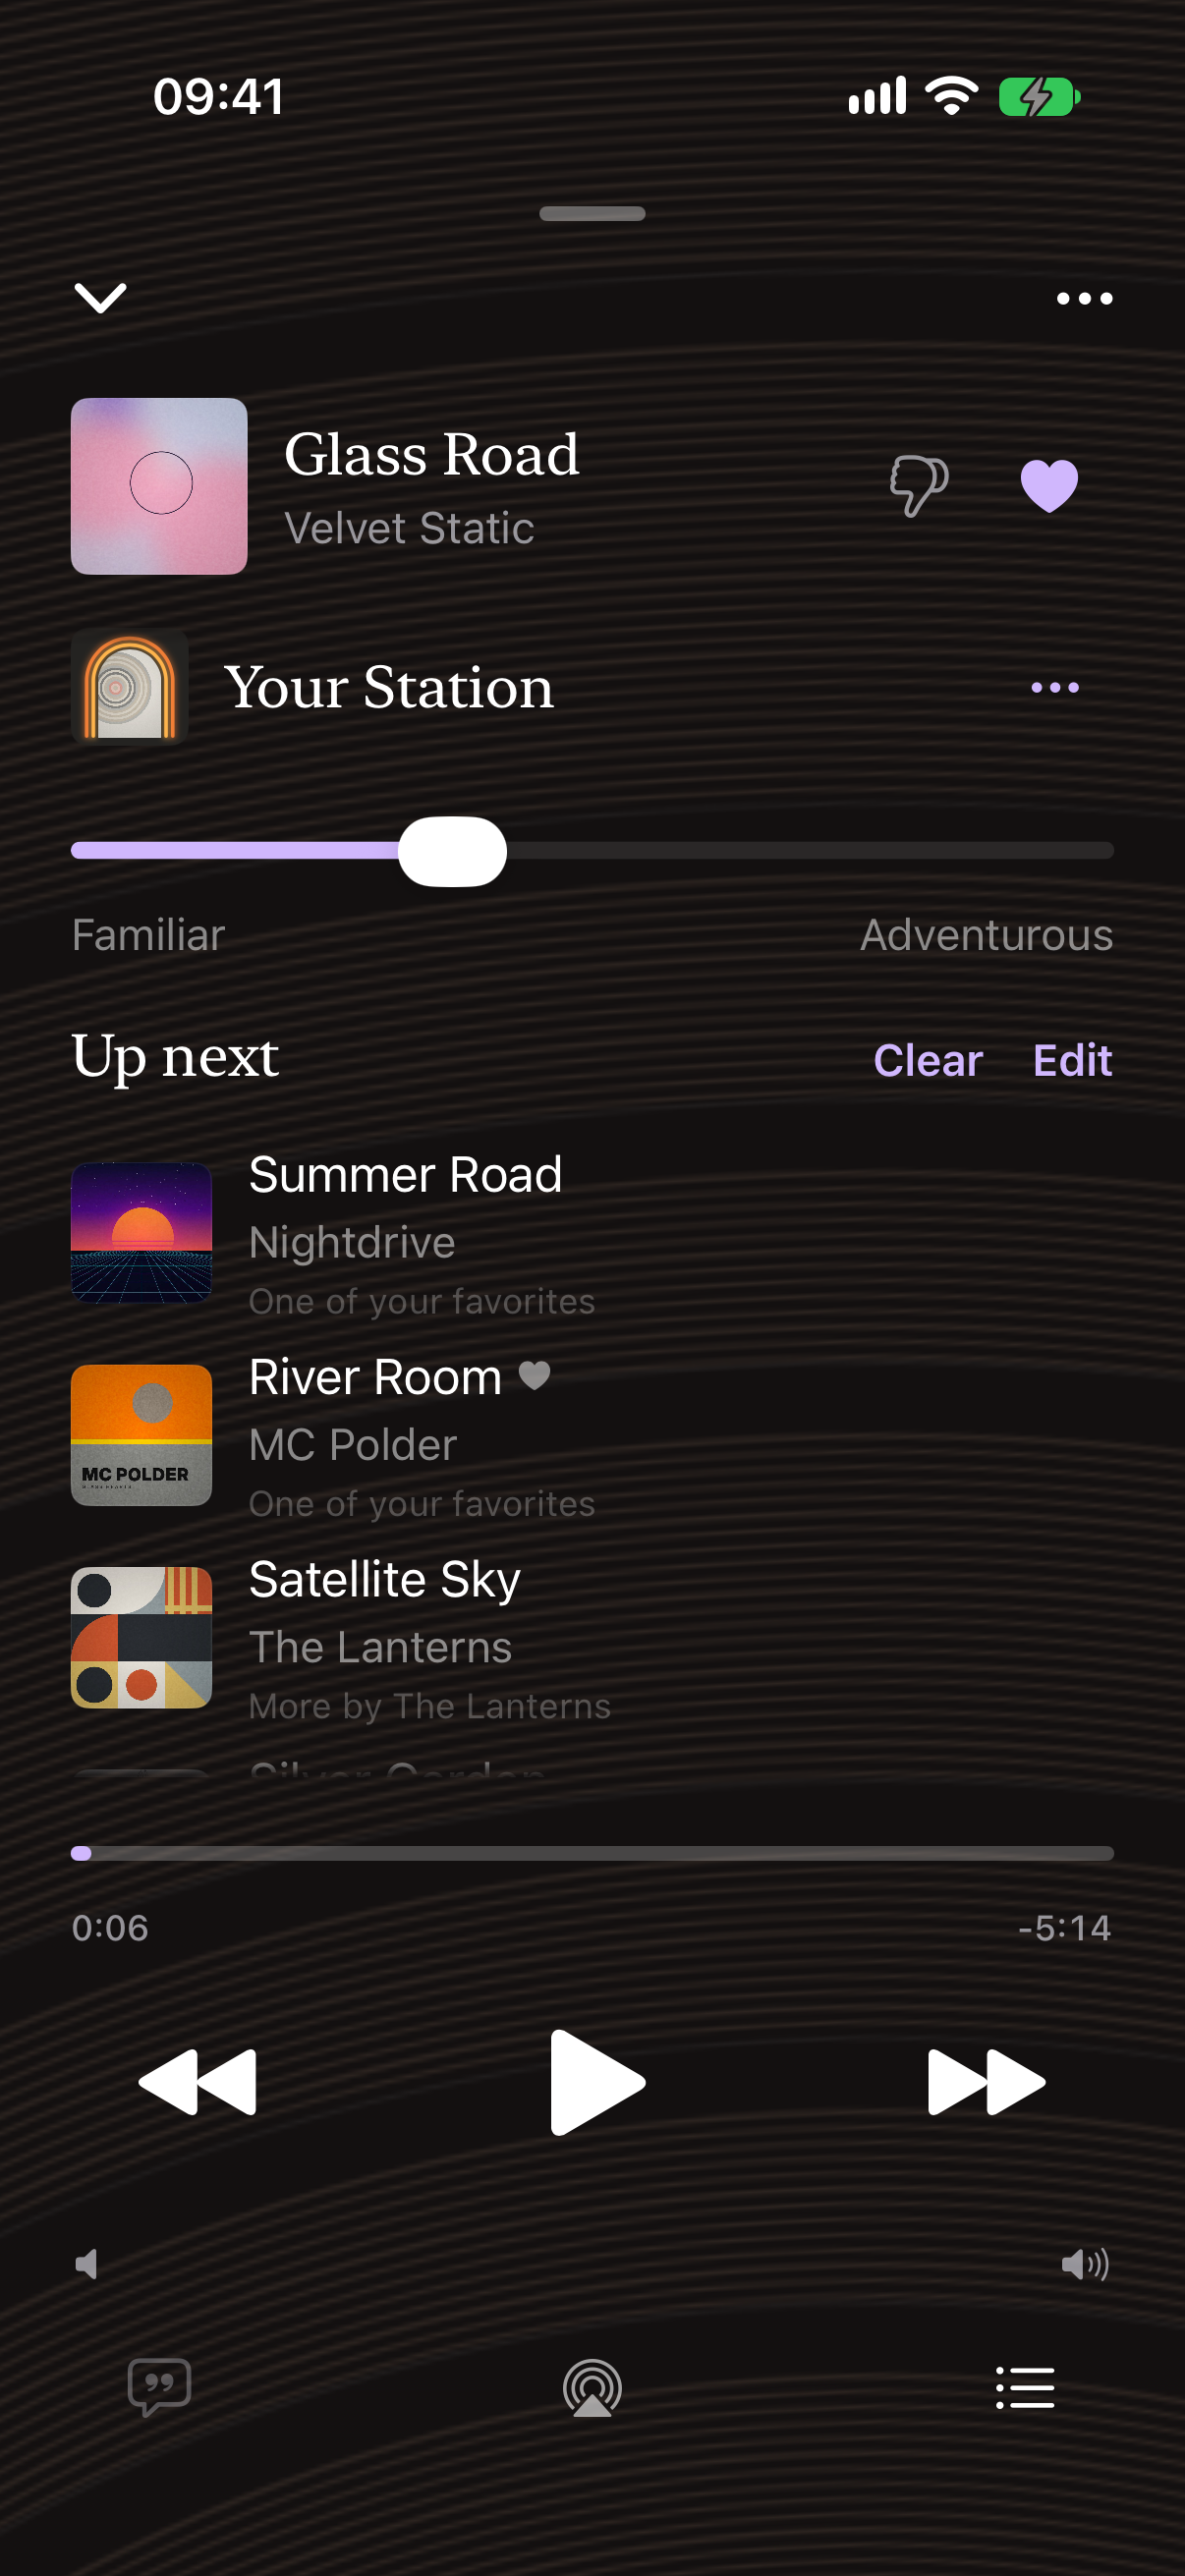 09:41
Glass Road
Velvet Static
Your Station
Familiar
Adventurous
Up next
Clear
Edit
Summer Road
Nightdrive
One of your favorites
River Room
MC POLDER
MC Polder
One of your favorites
Satellite Sky
The Lanterns
More by The Lanterns
0:06
-5:14